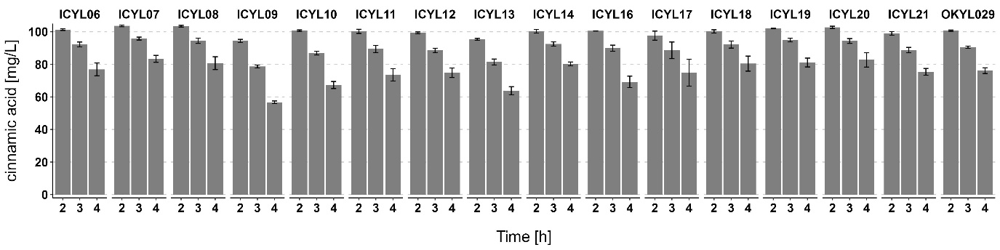 ICYL06 ICYL07 ICYL08 ICYL09 ICYL10 ICYL11 ICYL12 ICYL13 ICYL14 ICYL16 ICYL17 ICYL18 ICYL19 ICYL20 ICYL21 OKYL029
cinnamic acid [mg/L]
100
80
60
40
20
0
2 3 4 2 3 4 2 3 4 2 3 4 2 3 4 2 3 4 2 3 4 2 3 4 2 3 4 2 3 4 2 3 4 2 3 4 2 3 4 2 3 4 2 3 4 2 3 4
Time [h]